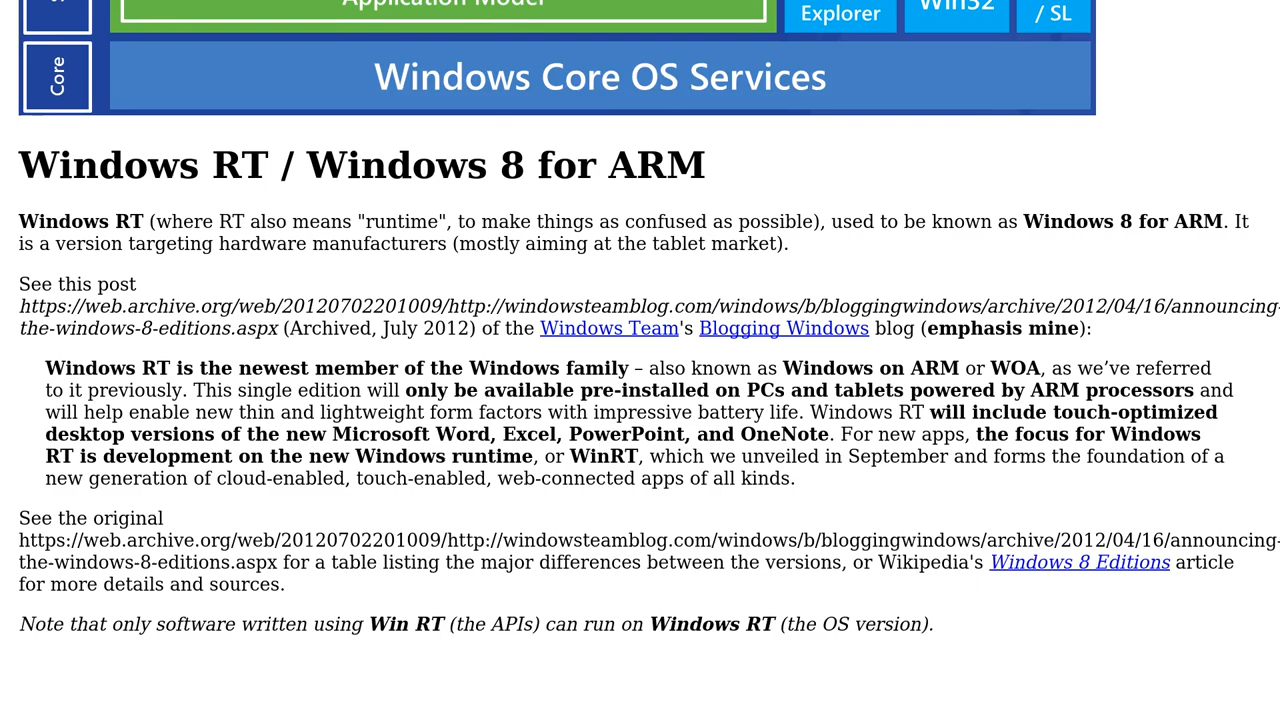 Application Model
Explorer
Win32
/ SL
Core
Windows Core OS Services
Windows RT / Windows 8 for ARM
Windows RT (where RT also means "runtime", to make things as confused as possible), used to be known as Windows 8 for ARM. It
is a version targeting hardware manufacturers (mostly aiming at the tablet market).
See this post
https://web.archive.org/web/20120702201009/http://windowsteamblog.com/windows/b/bloggingwindows/archive/2012/04/16/announcing-
the-windows-8-editions.aspx (Archived, July 2012) of the Windows Team's Blogging Windows blog (emphasis mine):
Windows RT is the newest member of the Windows family – also known as Windows on ARM or WOA, as we’ve referred
to it previously. This single edition will only be available pre-installed on PCs and tablets powered by ARM processors and
will help enable new thin and lightweight form factors with impressive battery life. Windows RT will include touch-optimized
desktop versions of the new Microsoft Word, Excel, PowerPoint, and OneNote. For new apps, the focus for Windows
RT is development on the new Windows runtime, or WinRT, which we unveiled in September and forms the foundation of a
new generation of cloud-enabled, touch-enabled, web-connected apps of all kinds.
See the original
https://web.archive.org/web/20120702201009/http://windowsteamblog.com/windows/b/bloggingwindows/archive/2012/04/16/announcing-
the-windows-8-editions.aspx for a table listing the major differences between the versions, or Wikipedia's Windows 8 Editions article
for more details and sources.
Note that only software written using Win RT (the APIs) can run on Windows RT (the OS version).